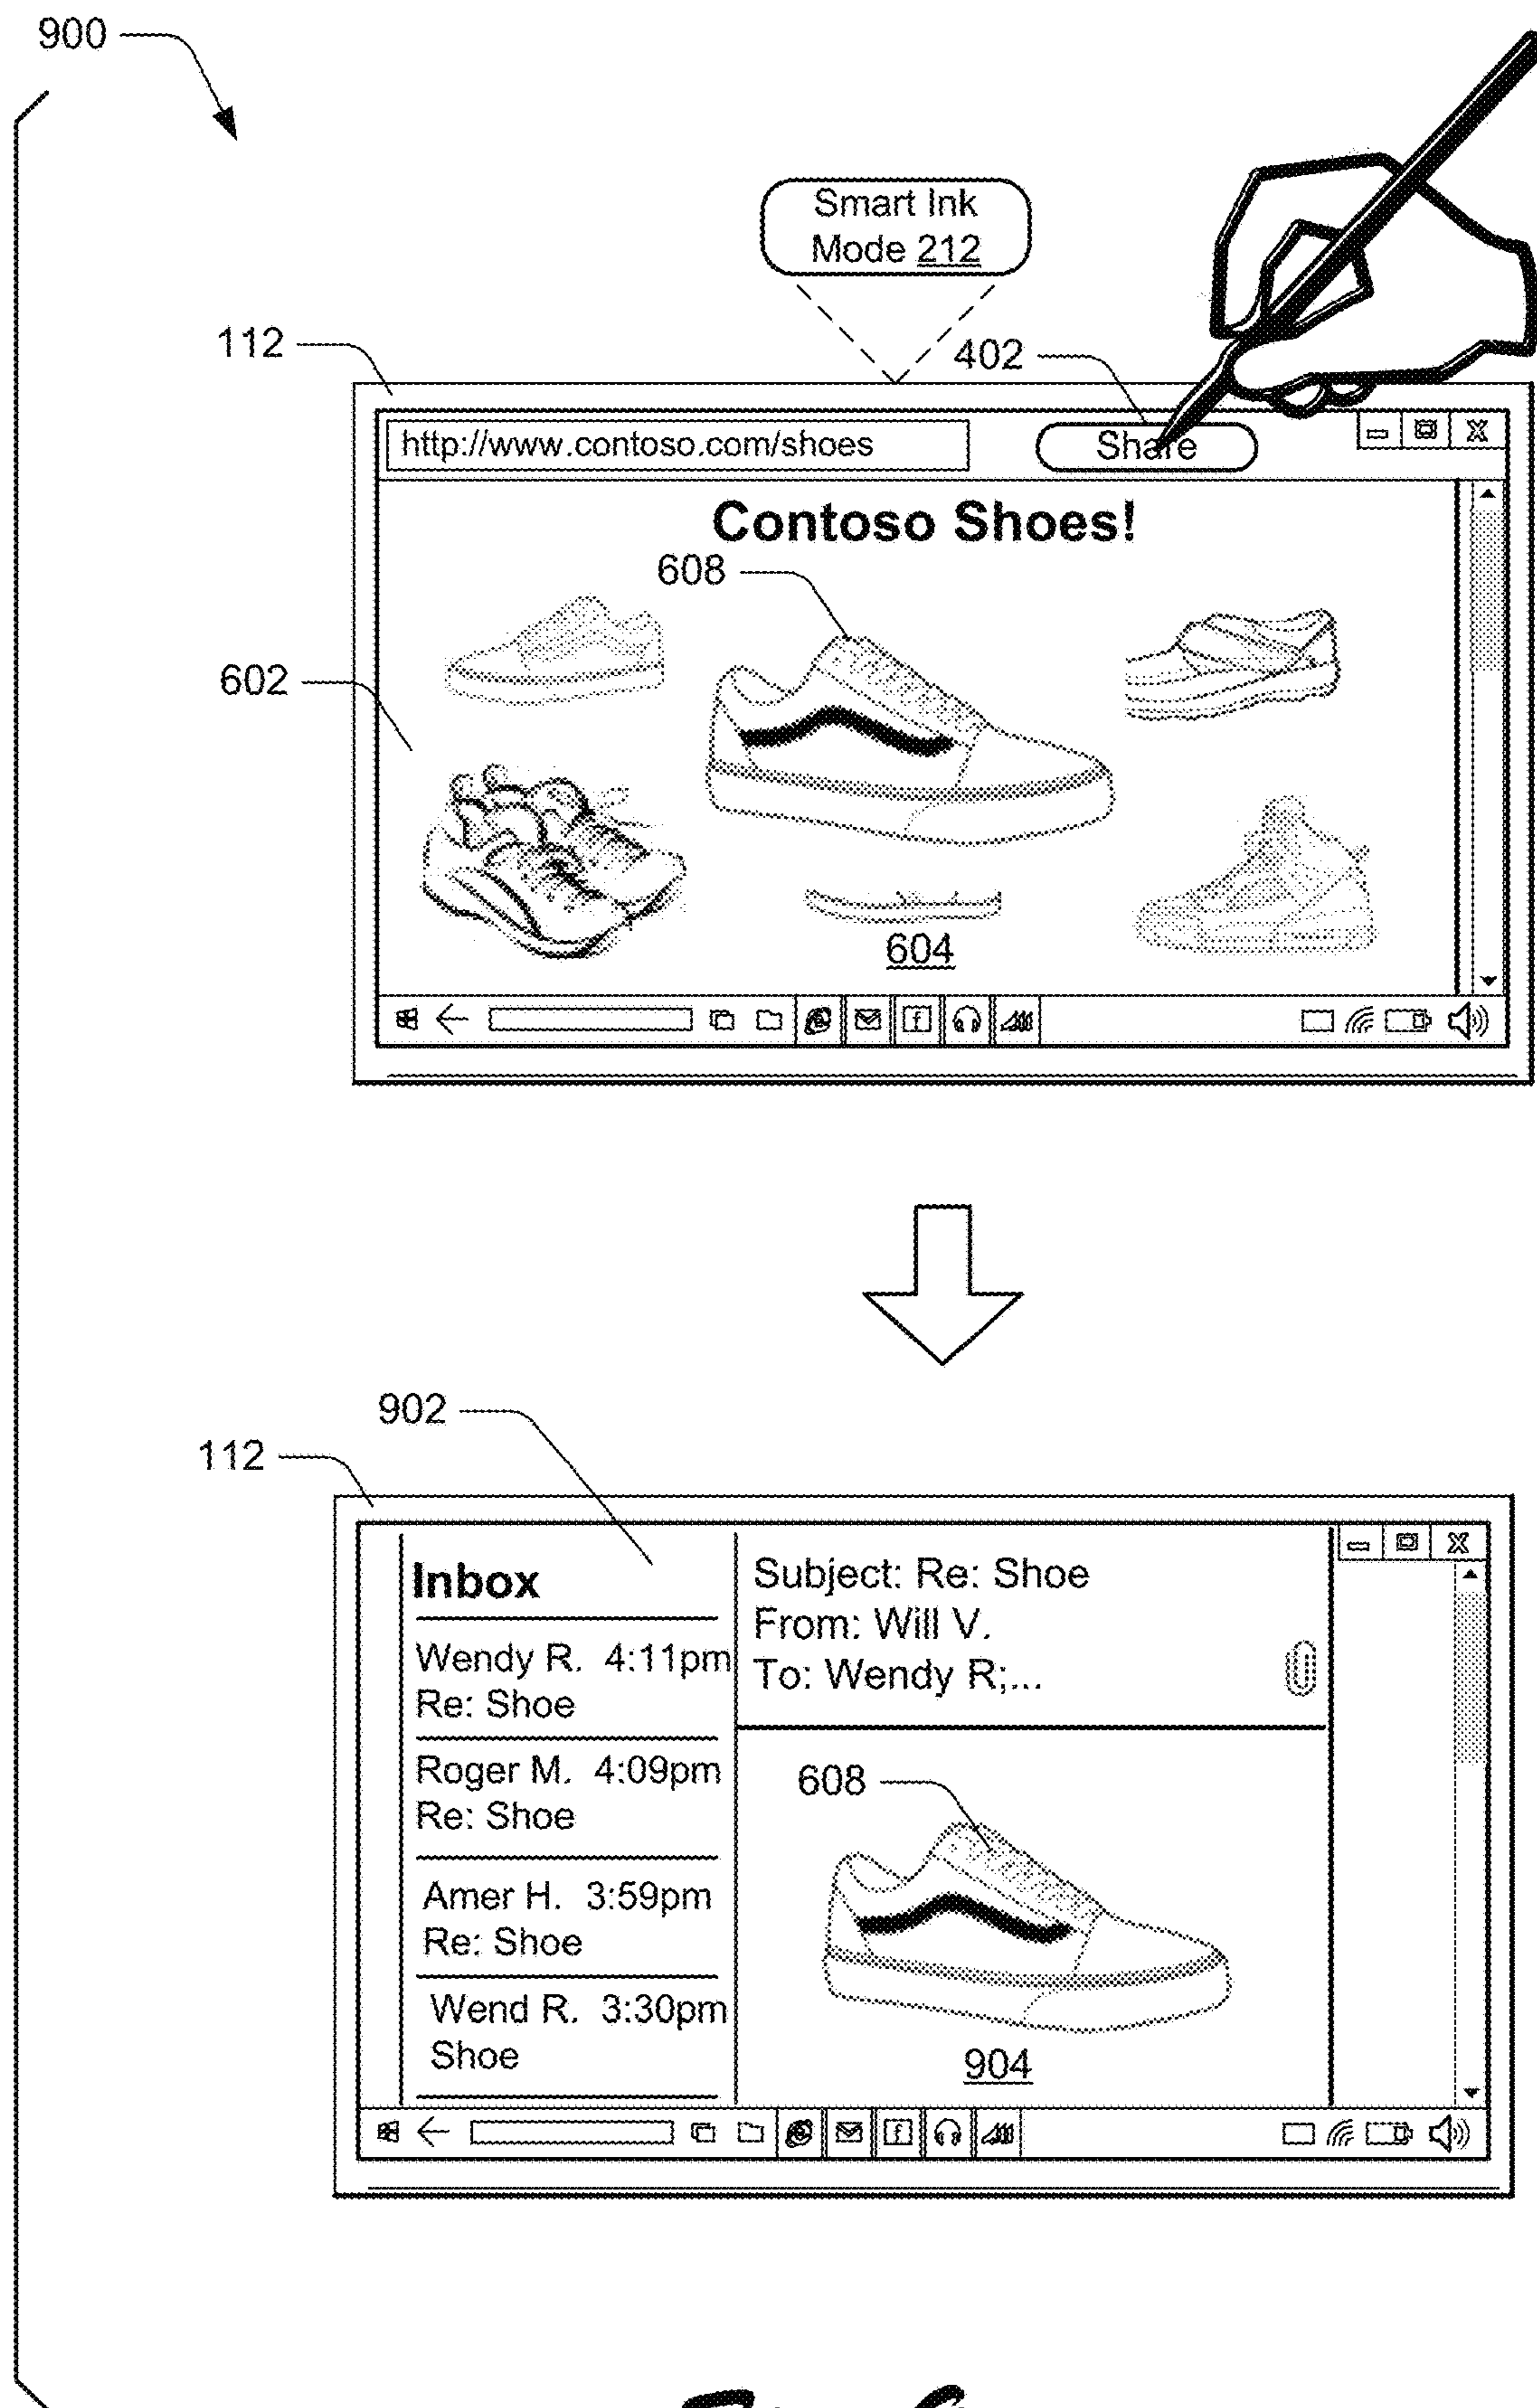 900
Smart Ink
Mode 212
112
402
http://www.contoso.com/shoes
Share
X
Contoso Shoes!
608
602
604
f
902
112
X
Inbox
Subject: Re: Shoe
From: Will V.
To: Wendy R;...
Wendy R. 4:11pm
Re: Shoe
Roger M. 4:09pm
Re: Shoe
608
Amer H. 3:59pm
Re: Shoe
Wend R. 3:30pm
Shoe
904
f